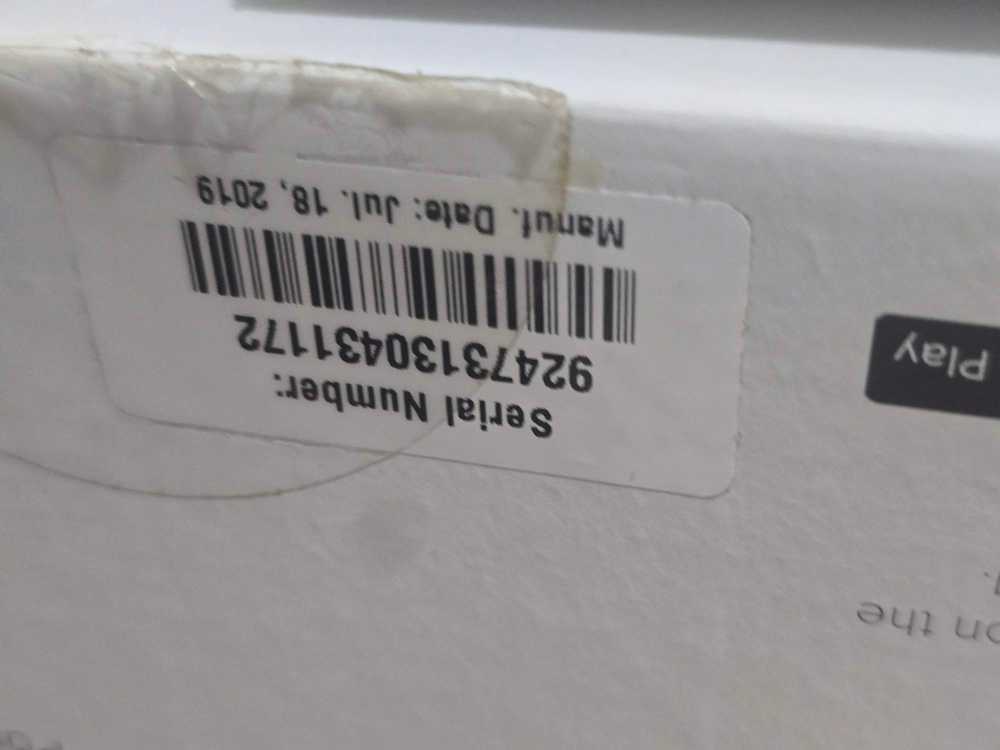 on the
Serial Number:
92473130431172
Play
Manuf. Date: Jul. 18, 2019